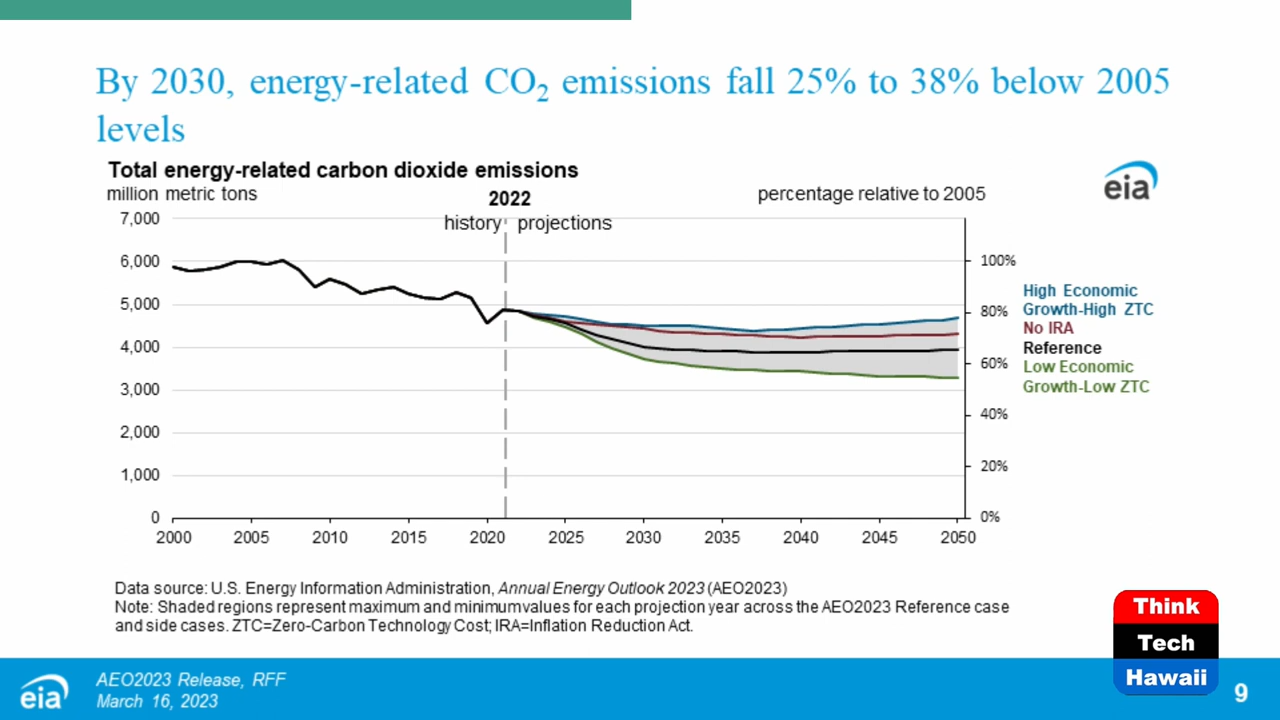 By 2030, energy-related CO₂ emissions fall 25% to 38% below 2005
levels
Total energy-related carbon dioxide emissions
million metric tons
percentage relative to 2005
eia
2022
history projections
7,000
6,000
5,000
4,000
3,000
2,000
1,000
0
100%
80%
60%
40%
20%
0%
High Economic
Growth-High ZTC
No IRA
Reference
Low Economic
Growth-Low ZTC
2000 2005 2010 2015 2020 2025 2030 2035 2040 2045 2050
Data source: U.S. Energy Information Administration, Annual Energy Outlook 2023 (AEO2023)
Note: Shaded regions represent maximum and minimumvalues for each projection year across the AEO2023 Reference case
and side cases. ZTC=Zero-Carbon Technology Cost; IRA=Inflation Reduction Act.
Think
Tech
Hawaii
eia
AEO2023 Release, RFF
March 16, 2023
9